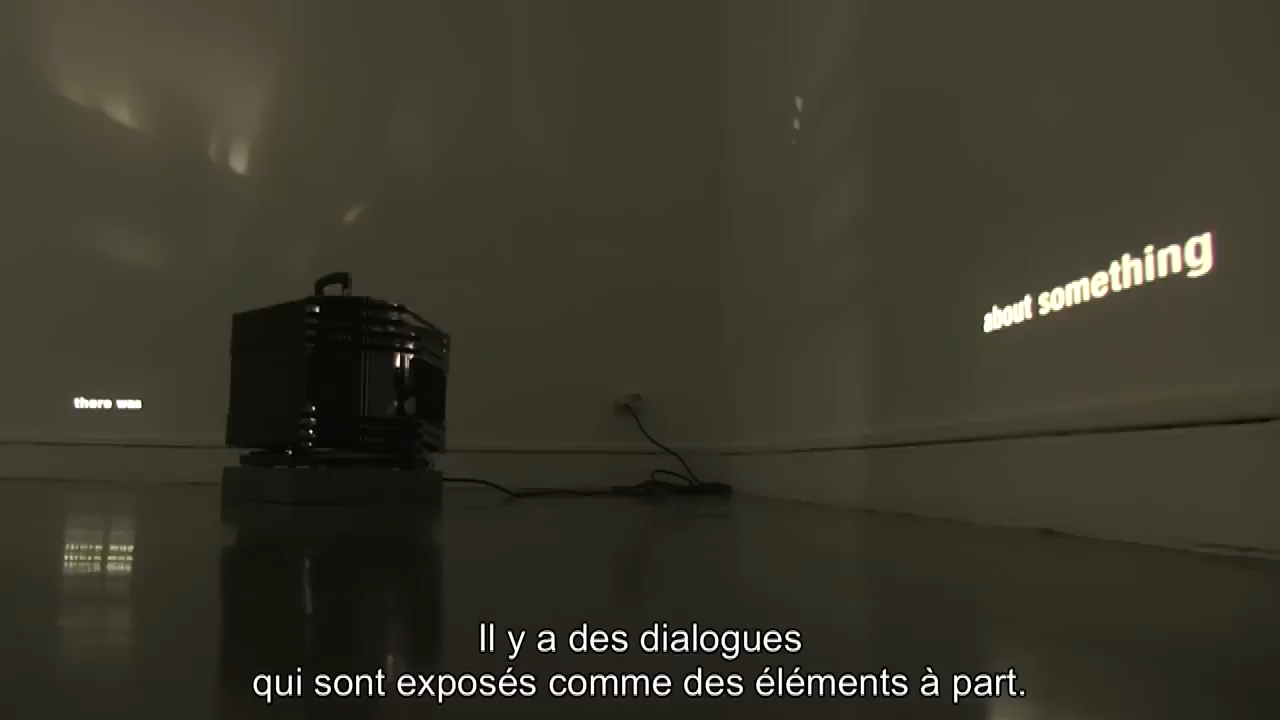 about something
there was
Il y a des dialogues
qui sont exposés comme des éléments à part.